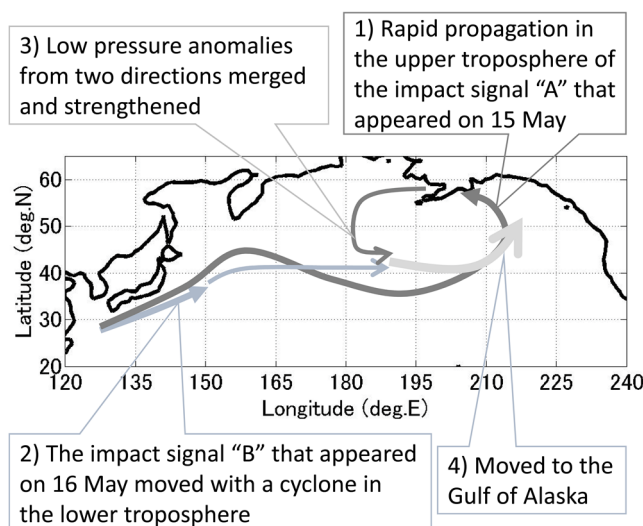 3) Low pressure anomalies
from two directions merged
and strengthened
1) Rapid propagation in
the upper troposphere of
the impact signal “A” that
appeared on 15 May
Latitude (deg.N)
60
50
40
30
20
120 135 150 165 180 195 210 225 240
Longitude (deg.E)
2) The impact signal “B” that appeared
on 16 May moved with a cyclone in
the lower troposphere
4) Moved to the
Gulf of Alaska